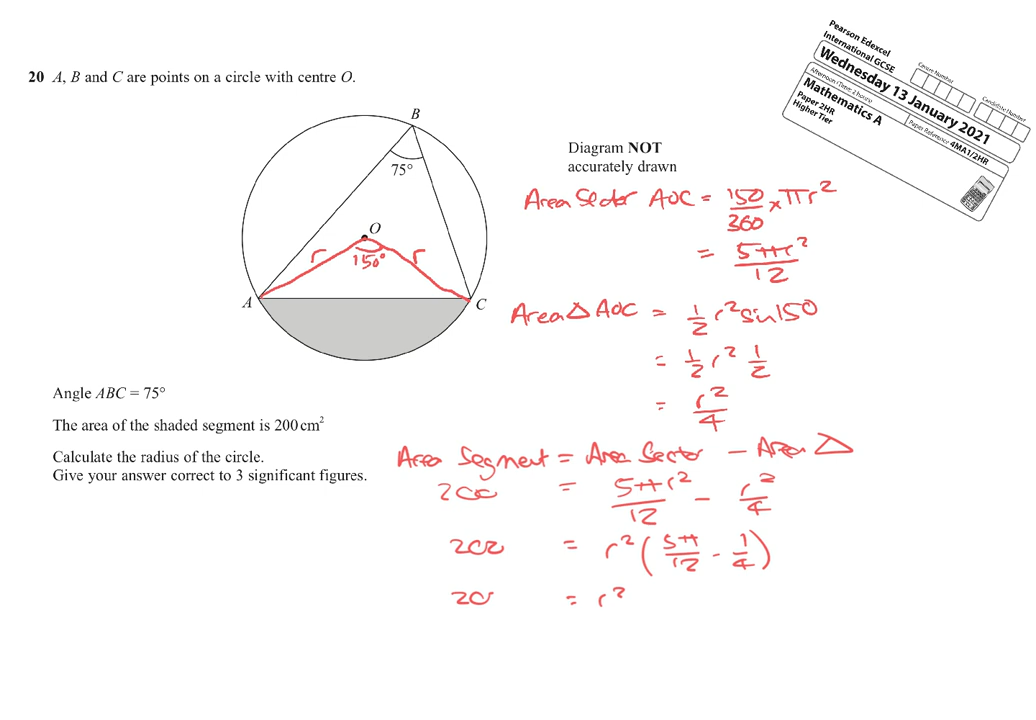 Pearson Edexcel
International GCSE
Centre Number
Candidate Number
Wednesday 13 January 2021
Afternoon (Time: 2 hours)
Paper Reference 4MA1/2HR
Mathematics A
Paper 2HR
Higher Tier
20 A, B and C are points on a circle with centre O.
B
75°
O
r 150° r
A
C
Diagram NOT
accurately drawn
Area Sector AOC = 150/360 × πr²
= 5πr²/12
Area Δ AOC = 1/2 r² sin150
= 1/2 r² 1/2
= r²/4
Angle ABC = 75°
The area of the shaded segment is 200 cm²
Calculate the radius of the circle.
Give your answer correct to 3 significant figures.
Area Segment = Area Sector − Area Δ
200 = 5πr²/12 − r²/4
200 = r² (5π/12 - 1/4)
20 = r²